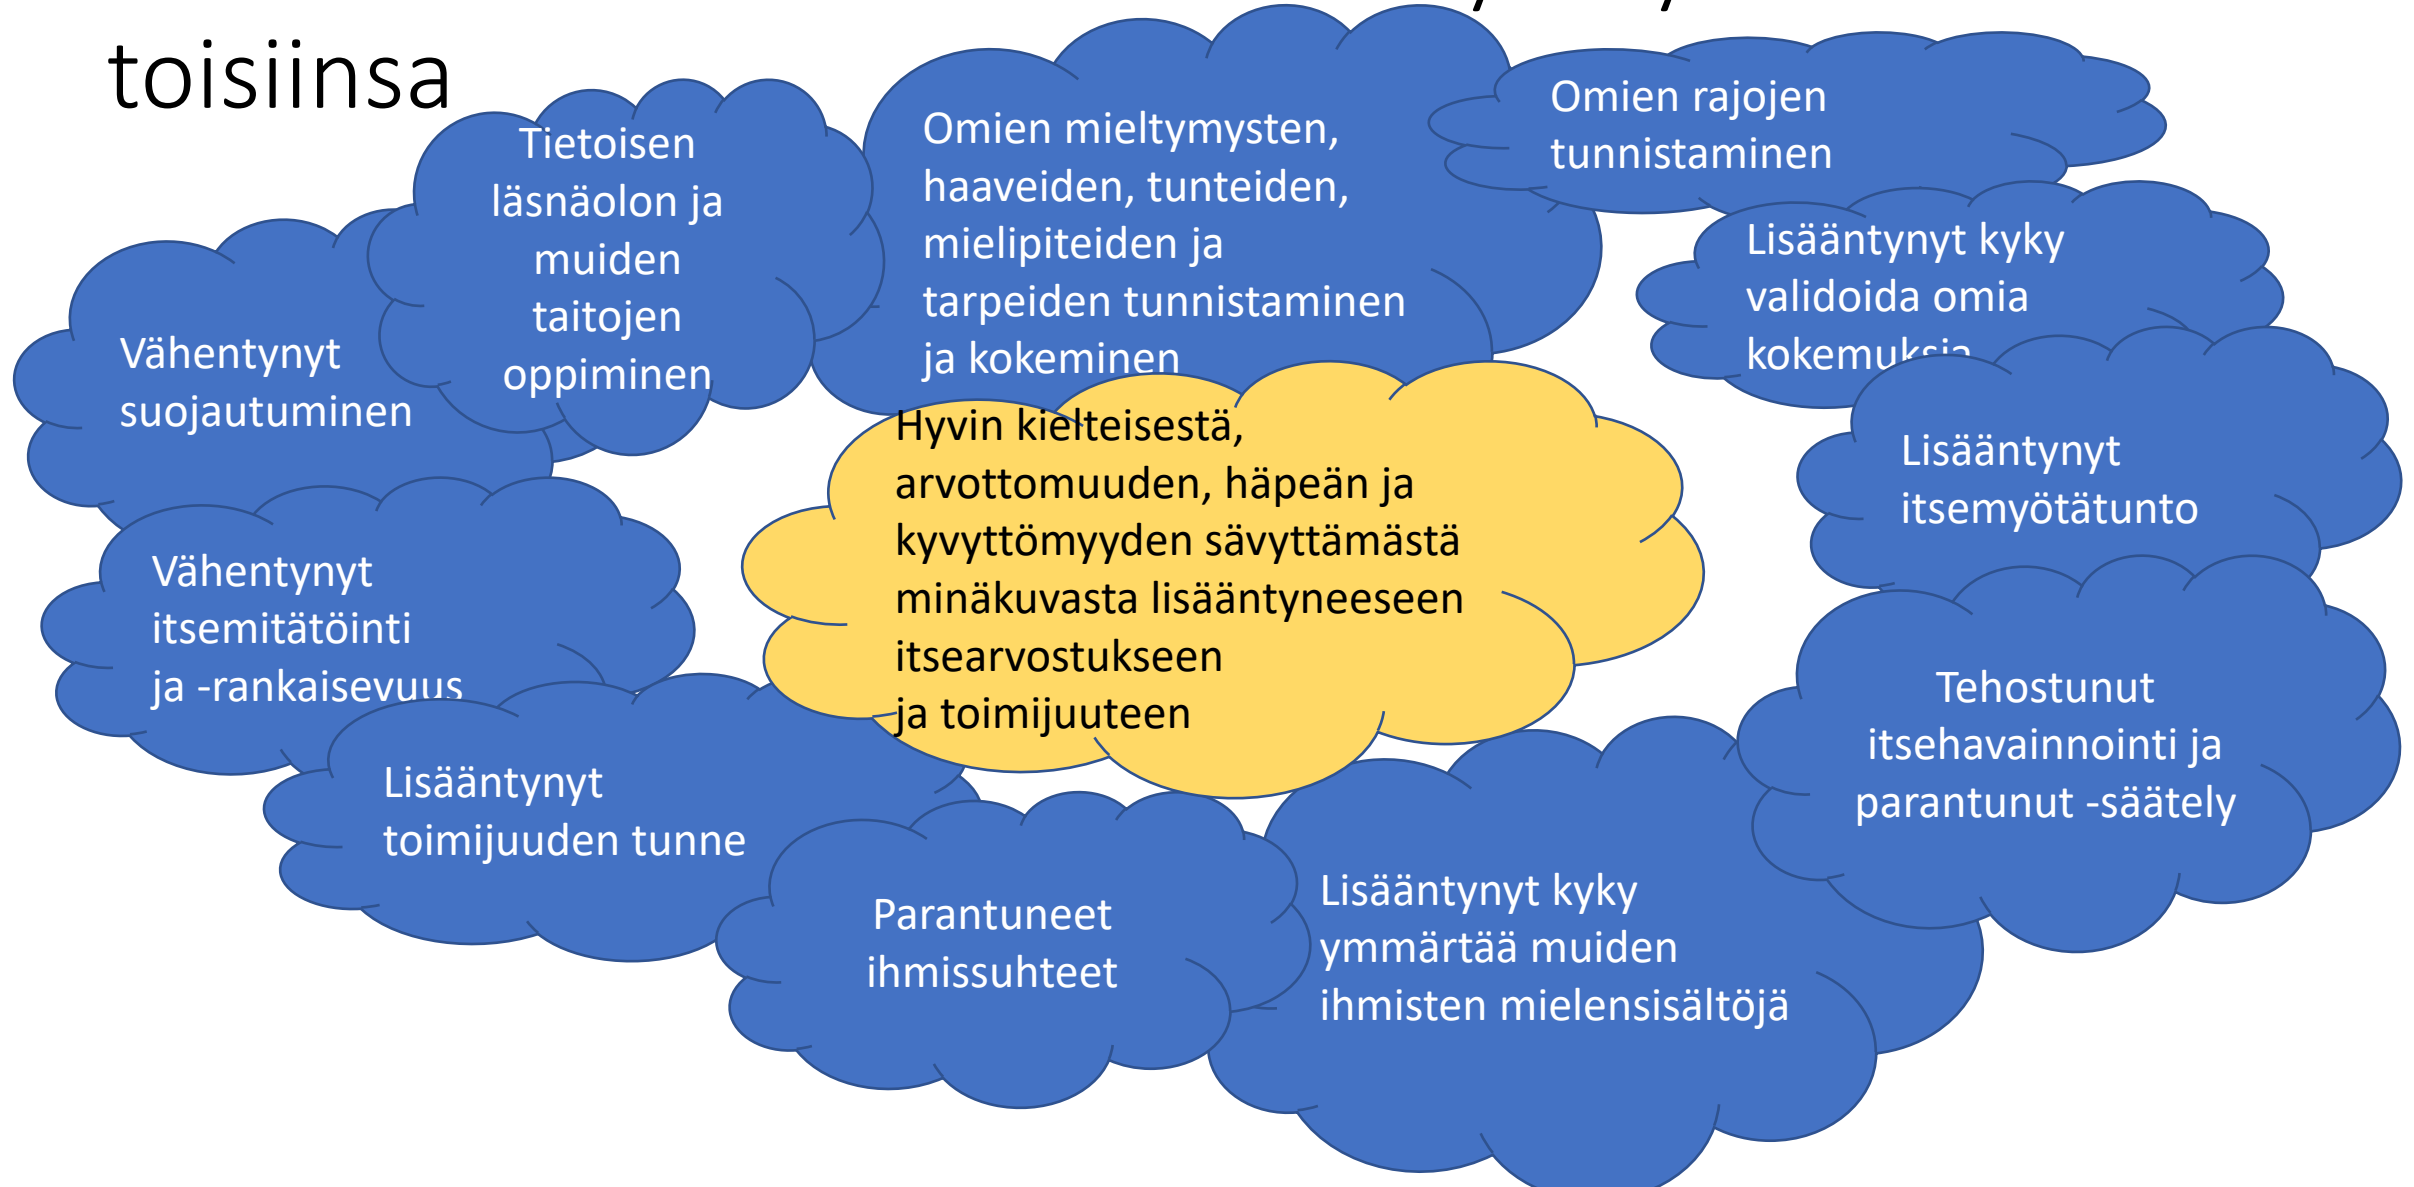 toisiinsa
Tietoisen
läsnäolon ja
muiden
taitojen
oppiminen
Omien mieltymysten,
haaveiden, tunteiden,
mielipiteiden ja
tarpeiden tunnistaminen
ja kokeminen
Omien rajojen
tunnistaminen
Lisääntynyt kyky
validoida omia
kokemuksia
Vähentynyt
suojautuminen
Hyvin kielteisestä,
arvottomuuden, häpeän ja
kyvyttömyyden sävyttämästä
minäkuvasta lisääntyneeseen
itsearvostukseen
ja toimijuuteen
Lisääntynyt
itsemyötätunto
Vähentynyt
itsemitätöinti
ja -rankaisevuus
Tehostunut
itsehavainnointi ja
parantunut -säätely
Lisääntynyt
toimijuuden tunne
Parantuneet
ihmissuhteet
Lisääntynyt kyky
ymmärtää muiden
ihmisten mielensisältöjä